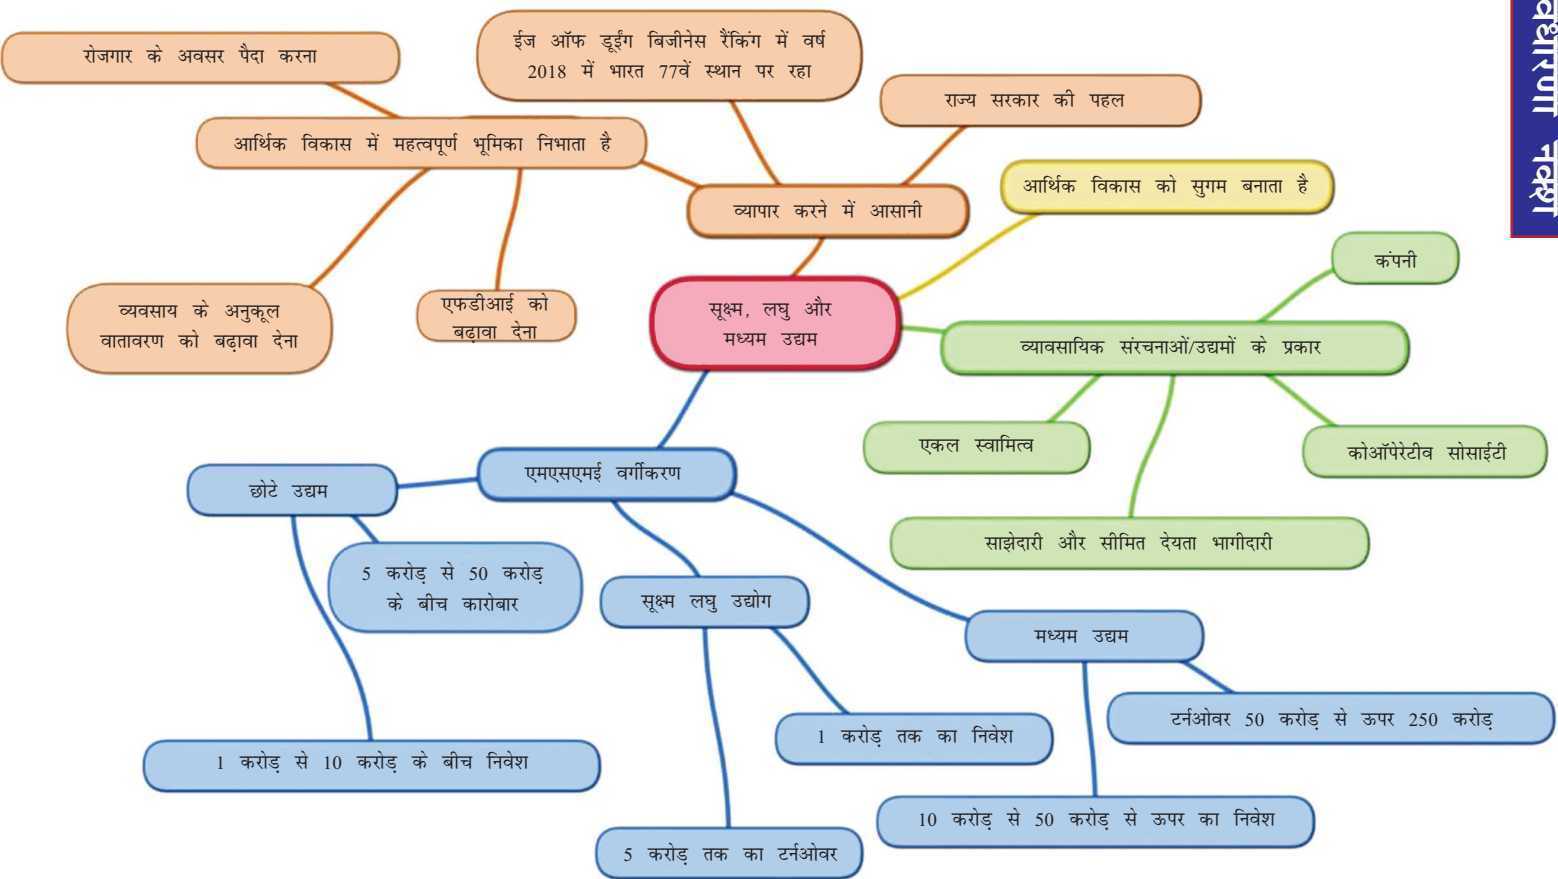 रोजगार के अवसर पैदा करना
ईज ऑफ डूईंग बिजीनेस रैंकिंग में वर्ष
2018 में भारत 77वें स्थान पर रहा
राज्य सरकार की पहल
आर्थिक विकास में महत्वपूर्ण भूमिका निभाता है
आर्थिक विकास को सुगम बनाता है
व्यापार करने में आसानी
कंपनी
व्यवसाय के अनुकूल
वातावरण को बढ़ावा देना
एफडीआई को
बढ़ावा देना
सूक्ष्म, लघु और
मध्यम उद्यम
व्यावसायिक संरचनाओं/उद्यमों के प्रकार
एकल स्वामित्व
कोऑपेरेटीव सोसाईटी
साझेदारी और सीमित देयता भागीदारी
एमएसएमई वर्गीकरण
छोटे उद्यम
5 करोड़ से 50 करोड़
के बीच कारोबार
सूक्ष्म लघु उद्योग
मध्यम उद्यम
टर्नओवर 50 करोड़ से ऊपर 250 करोड़
1 करोड़ तक का निवेश
1 करोड़ से 10 करोड़ के बीच निवेश
10 करोड़ से 50 करोड़ से ऊपर का निवेश
5 करोड़ तक का टर्नओवर